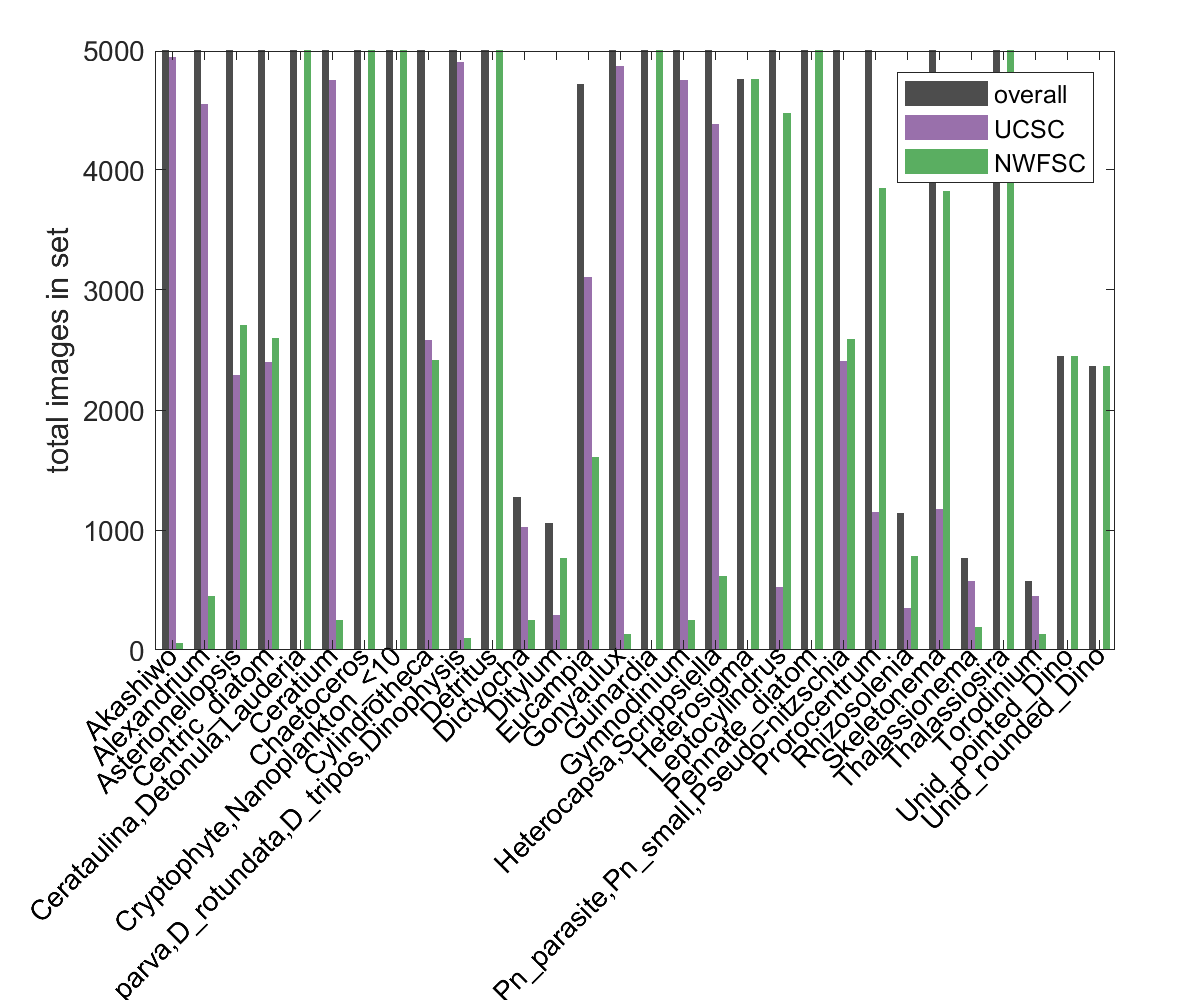 5000
4000
3000
2000
1000
0
total images in set
overall
UCSC
NWFSC
Akashiwo
Alexandrium
Asterionellopsis
Centric_diatom
Cerataulina,Detonula,Lauderia
Ceratium
Chaetoceros
Cryptophyte,Nanoplankton_<10
Cylindrotheca
parva,D_rotundata,D_tripos,Dinophysis
Detritus
Dictyocha
Ditylum
Eucampia
Gonyaulux
Guinardia
Gymnodinium
Heterocapsa,Scrippsiella
Heterosigma
Leptocylindrus
Pennate_diatom
Pn_parasite,Pn_small,Pseudo-nitzschia
Prorocentrum
Rhizosolenia
Skeletonema
Thalassionema
Thalassiosira
Torodinium
Unid_pointed_Dino
Unid_rounded_Dino